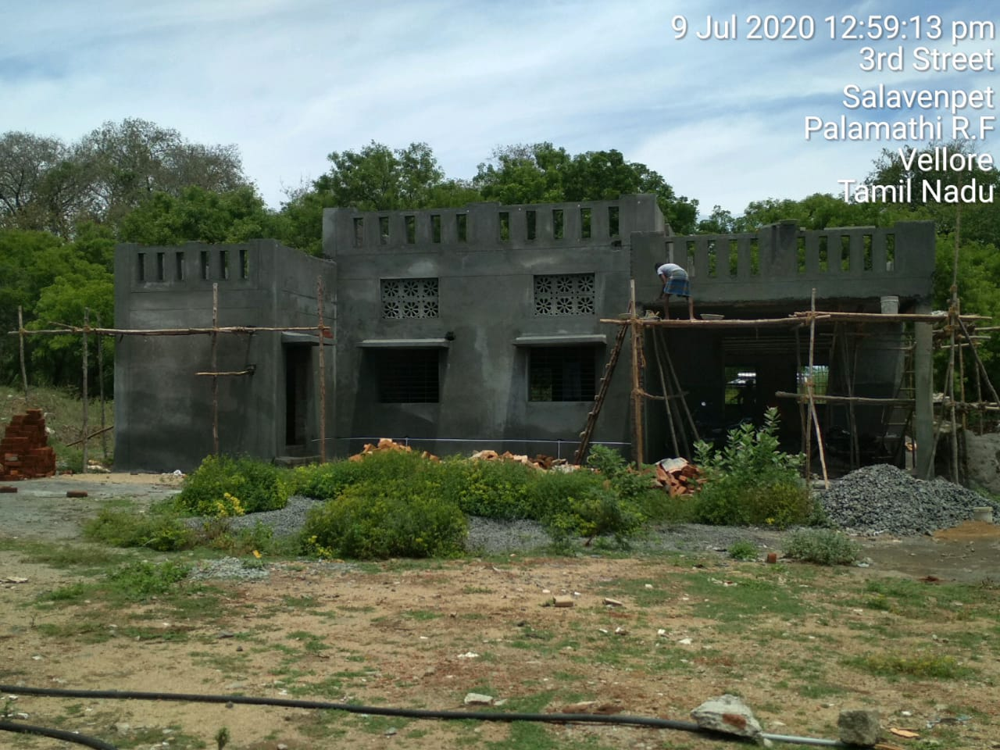 9 Jul 2020 12:59:13 pm
3rd Street
Salavenpet
Palamathi R.F
Vellore
Tamil Nadu